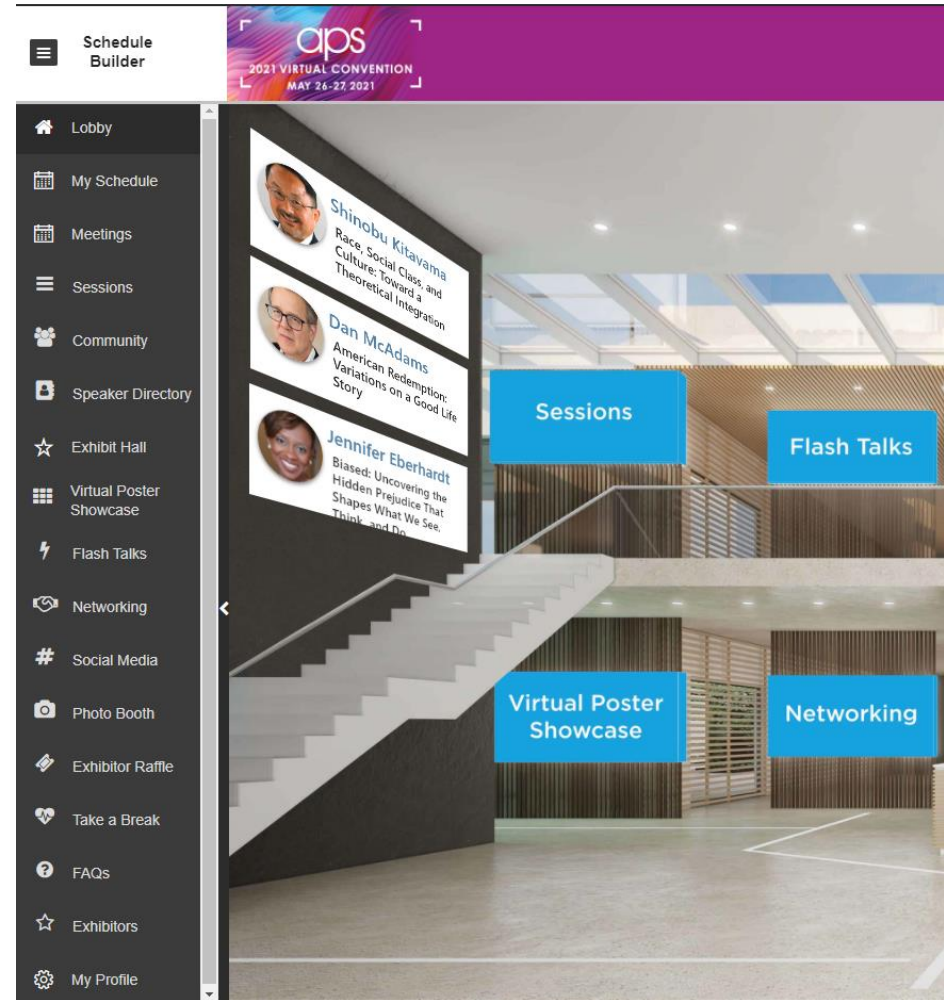 Schedule
Builder
aps
2021 VIRTUAL CONVENTION
MAY 26-27, 2021
Lobby
My Schedule
Meetings
Sessions
Community
Speaker Directory
Exhibit Hall
Virtual Poster
Showcase
Flash Talks
Networking
Social Media
Photo Booth
Exhibitor Raffle
Take a Break
FAQs
Exhibitors
My Profile
Shinobu Kitayama
Race, Social Class, and
Culture: Toward a
Theoretical Integration
Dan McAdams
American Redemption:
Variations on a Good Life
Story
Jennifer Eberhardt
Biased: Uncovering the
Hidden Prejudice That
Shapes What We See,
Think, and Do
Sessions
Flash Talks
Virtual Poster
Showcase
Networking